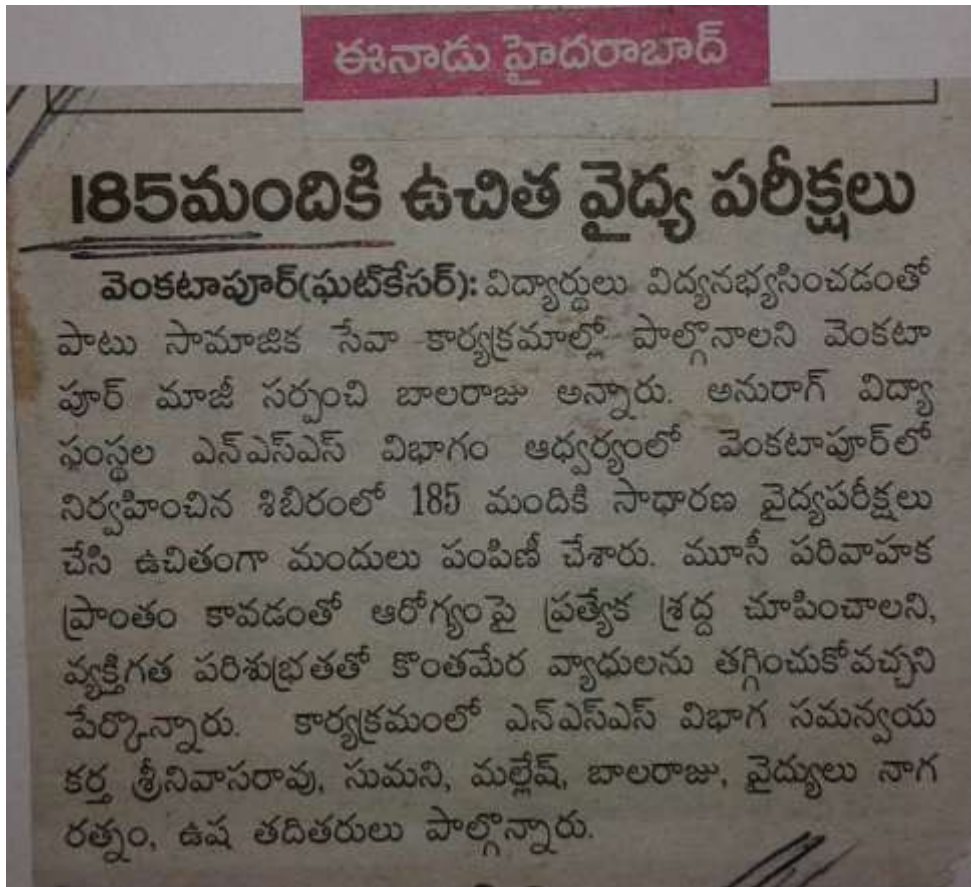 ఈనాడు హైదరాబాద్
185మందికి ఉచిత వైద్య పరీక్షలు
వెంకటాపూర్(ఘట్‌కేసర్): విద్యార్థులు విద్యనభ్యసించడంతో
పాటు సామాజిక సేవా కార్యక్రమాల్లో పాల్గొనాలని వెంకటా
పూర్ మాజీ సర్పంచి బాలరాజు అన్నారు. అనురాగ్ విద్యా
సంస్థల ఎన్ఎస్ఎస్ విభాగం ఆధ్వర్యంలో వెంకటాపూర్‌లో
నిర్వహించిన శిబిరంలో 185 మందికి సాధారణ వైద్యపరీక్షలు
చేసి ఉచితంగా మందులు పంపిణీ చేశారు. మూసీ పరివాహక
ప్రాంతం కావడంతో ఆరోగ్యంపై ప్రత్యేక శ్రద్ద చూపించాలని,
వ్యక్తిగత పరిశుభ్రతతో కొంతమేర వ్యాధులను తగ్గించుకోవచ్చని
పేర్కొన్నారు. కార్యక్రమంలో ఎన్ఎస్ఎస్ విభాగ సమన్వయ
కర్త శ్రీనివాసరావు, సుమని, మల్లేష్, బాలరాజు, వైద్యులు నాగ
రత్నం, ఉష తదితరులు పాల్గొన్నారు.